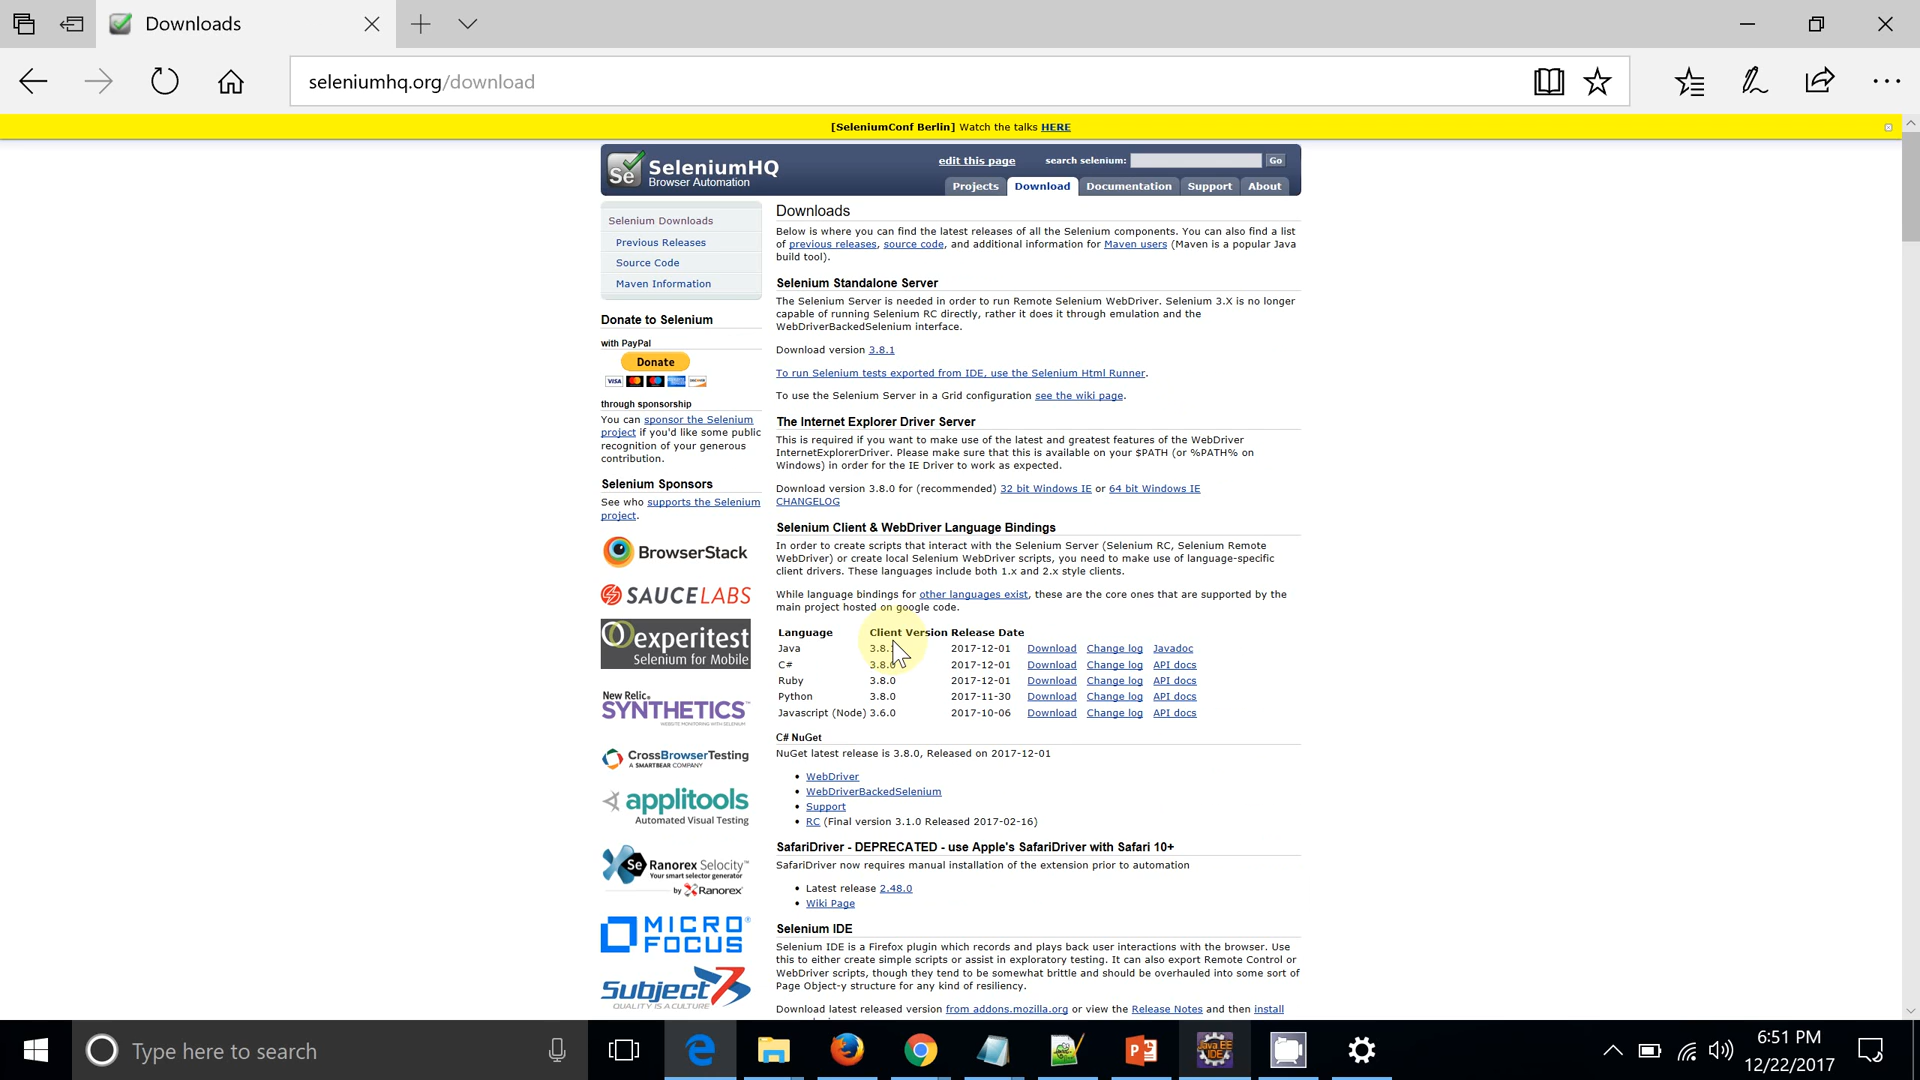 Downloads
seleniumhq.org/download
[SeleniumConf Berlin] Watch the talks HERE
Se SeleniumHQ
Browser Automation
edit this page
search selenium:
Go
Projects
Download
Documentation
Support
About
Selenium Downloads
Previous Releases
Source Code
Maven Information
Donate to Selenium
with PayPal
Donate
VISA
through sponsorship
You can sponsor the Selenium
project if you'd like some public
recognition of your generous
contribution.
Selenium Sponsors
See who supports the Selenium
project.
BrowserStack
SAUCELABS
experitest
Selenium for Mobile
New Relic.
SYNTHETICS
WEBSITE MONITORING WITH SELENIUM
CrossBrowserTesting
A SMARTBEAR COMPANY
applitools
Automated Visual Testing
Se Ranorex Selocity™
Your smart selector generator
by Ranorex
MICRO
FOCUS
Subject7
QUALITY IS A CULTURE
Downloads
Below is where you can find the latest releases of all the Selenium components. You can also find a list
of previous releases, source code, and additional information for Maven users (Maven is a popular Java
build tool).
Selenium Standalone Server
The Selenium Server is needed in order to run Remote Selenium WebDriver. Selenium 3.X is no longer
capable of running Selenium RC directly, rather it does it through emulation and the
WebDriverBackedSelenium interface.
Download version 3.8.1
To run Selenium tests exported from IDE, use the Selenium Html Runner.
To use the Selenium Server in a Grid configuration see the wiki page.
The Internet Explorer Driver Server
This is required if you want to make use of the latest and greatest features of the WebDriver
InternetExplorerDriver. Please make sure that this is available on your $PATH (or %PATH% on
Windows) in order for the IE Driver to work as expected.
Download version 3.8.0 for (recommended) 32 bit Windows IE or 64 bit Windows IE
CHANGELOG
Selenium Client & WebDriver Language Bindings
In order to create scripts that interact with the Selenium Server (Selenium RC, Selenium Remote
WebDriver) or create local Selenium WebDriver scripts, you need to make use of language-specific
client drivers. These languages include both 1.x and 2.x style clients.
While language bindings for other languages exist, these are the core ones that are supported by the
main project hosted on google code.
Language Client Version Release Date
Java 2017-12-01 Download Change log Javadoc
C# 3.8.0 2017-12-01 Download Change log API docs
Ruby 3.8.0 2017-12-01 Download Change log API docs
Python 3.8.0 2017-11-30 Download Change log API docs
Javascript (Node) 3.6.0 2017-10-06 Download Change log API docs
C# NuGet
NuGet latest release is 3.8.0, Released on 2017-12-01
• WebDriver
• WebDriverBackedSelenium
• Support
• RC (Final version 3.1.0 Released 2017-02-16)
SafariDriver - DEPRECATED - use Apple's SafariDriver with Safari 10+
SafariDriver now requires manual installation of the extension prior to automation
• Latest release 2.48.0
• Wiki Page
Selenium IDE
Selenium IDE is a Firefox plugin which records and plays back user interactions with the browser. Use
this to either create simple scripts or assist in exploratory testing. It can also export Remote Control or
WebDriver scripts, though they tend to be somewhat brittle and should be overhauled into some sort of
Page Object-y structure for any kind of resiliency.
Download latest released version from addons.mozilla.org or view the Release Notes and then install
Type here to search
Java EE
IDE
6:51 PM
12/22/2017